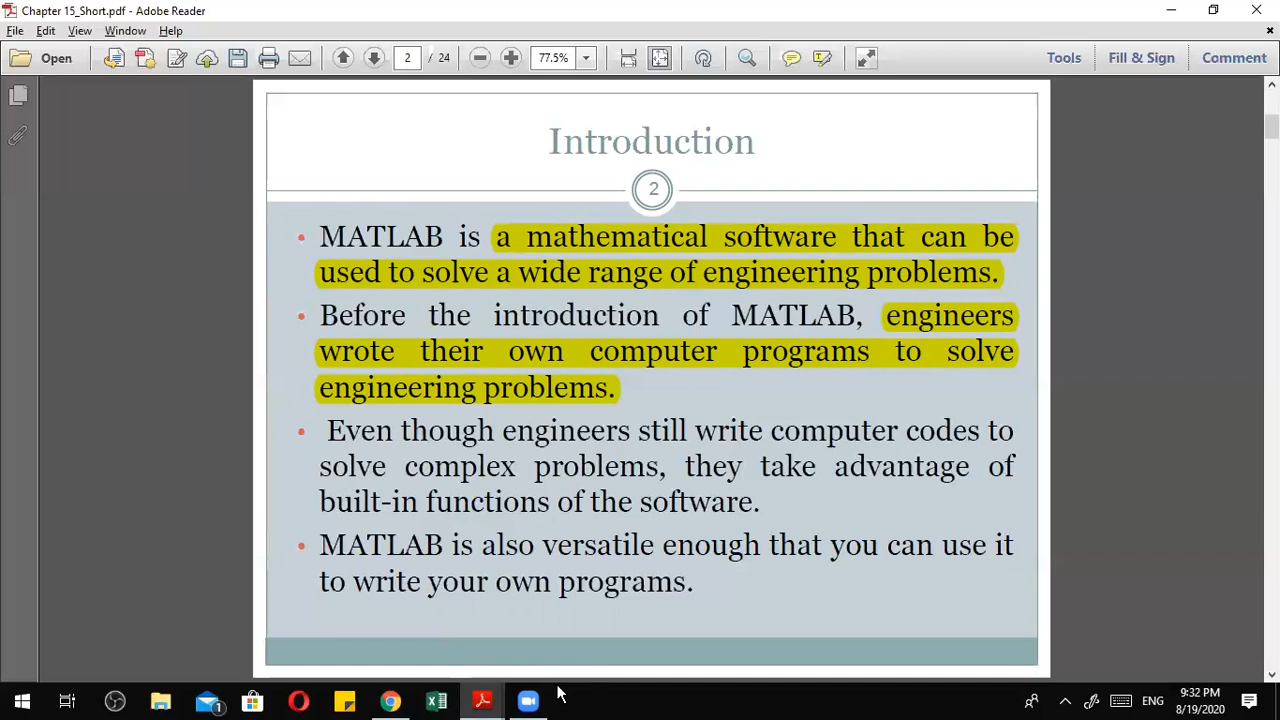 Chapter 15_Short.pdf - Adobe Reader
File Edit View Window Help
Open 2 / 24 77.5% Tools Fill & Sign Comment
Introduction
2
• MATLAB is a mathematical software that can be
used to solve a wide range of engineering problems.
• Before the introduction of MATLAB, engineers
wrote their own computer programs to solve
engineering problems.
• Even though engineers still write computer codes to
solve complex problems, they take advantage of
built-in functions of the software.
• MATLAB is also versatile enough that you can use it
to write your own programs.
1
ENG
9:32 PM
8/19/2020